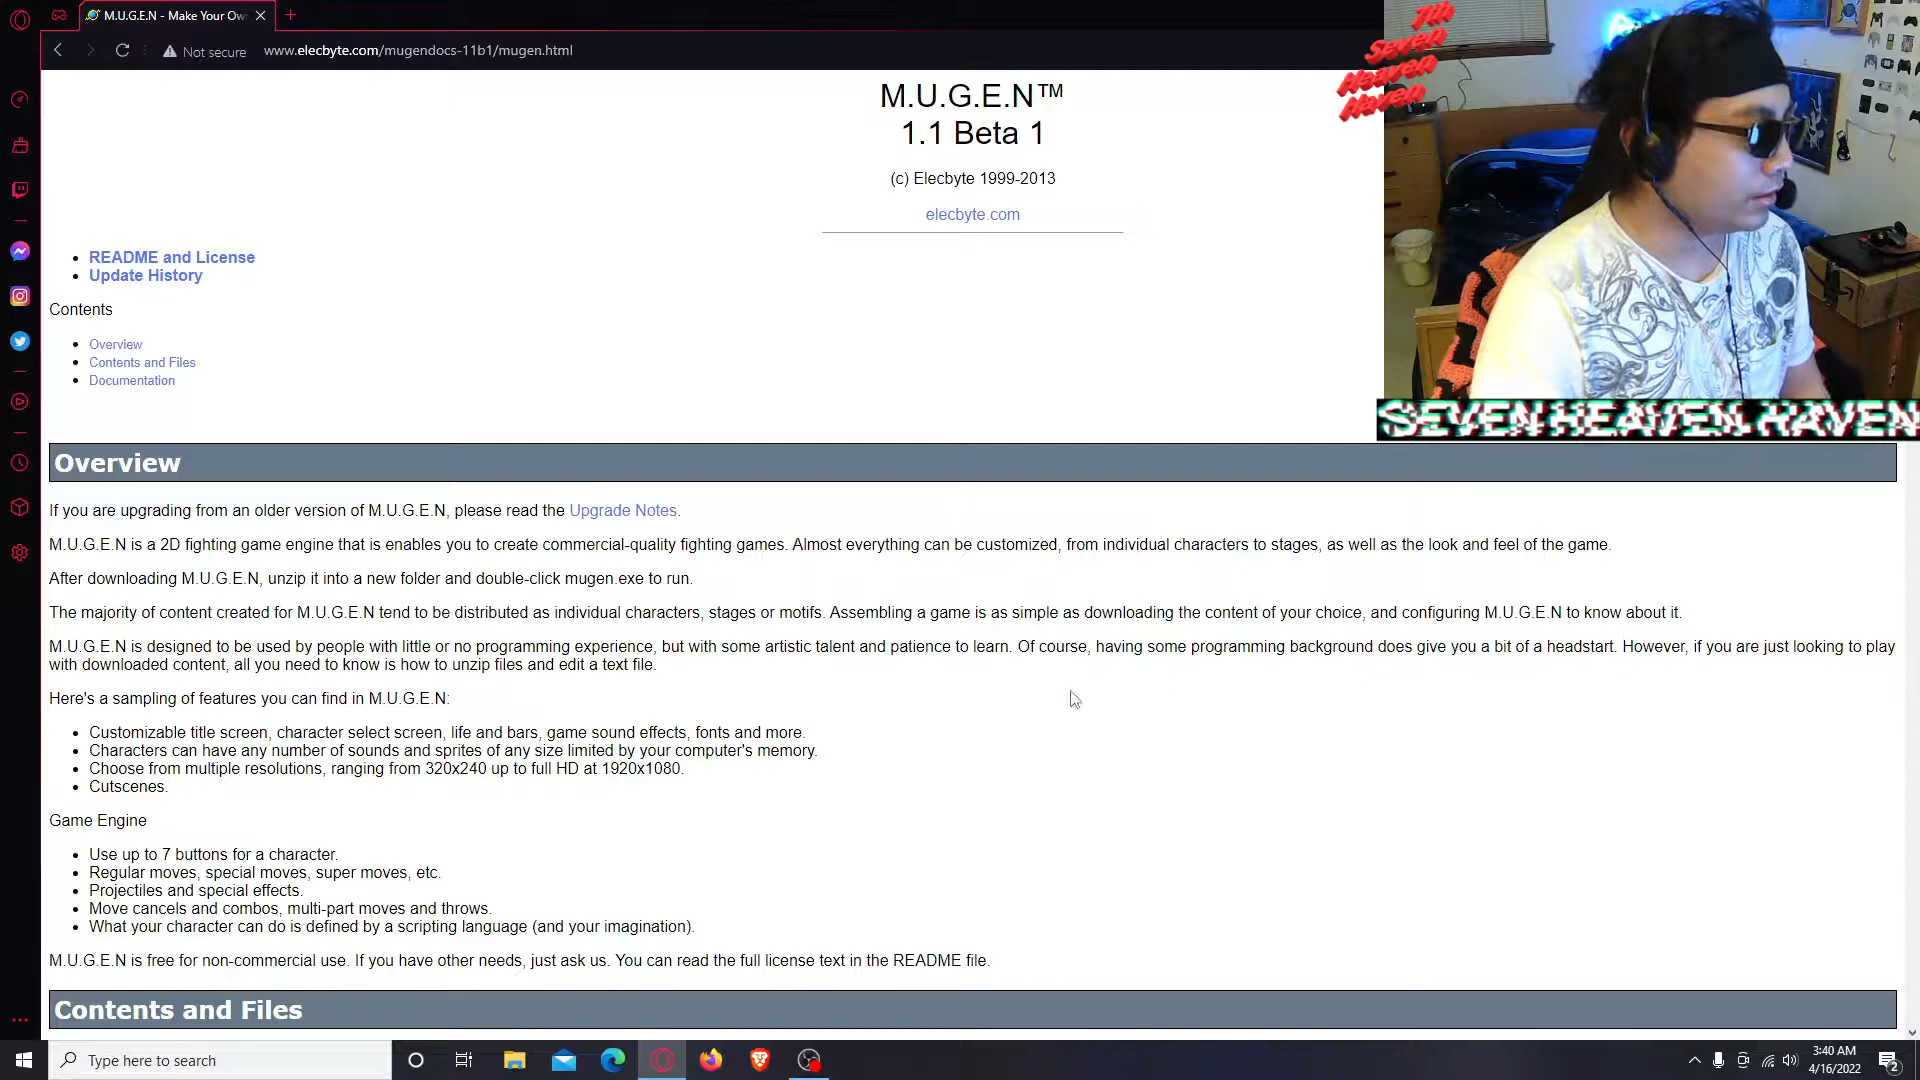 M.U.G.E.N - Make Your Ow
Not secure
www.elecbyte.com/mugendocs-11b1/mugen.html
7th
Seven
Heaven
Haven
M.U.G.E.N™
1.1 Beta 1
(c) Elecbyte 1999-2013
elecbyte.com
README and License
Update History
Contents
Overview
Contents and Files
Documentation
SEVEN HEAVEN HAVEN
Overview
If you are upgrading from an older version of M.U.G.E.N, please read the Upgrade Notes.
M.U.G.E.N is a 2D fighting game engine that is enables you to create commercial-quality fighting games. Almost everything can be customized, from individual characters to stages, as well as the look and feel of the game.
After downloading M.U.G.E.N, unzip it into a new folder and double-click mugen.exe to run.
The majority of content created for M.U.G.E.N tend to be distributed as individual characters, stages or motifs. Assembling a game is as simple as downloading the content of your choice, and configuring M.U.G.E.N to know about it.
M.U.G.E.N is designed to be used by people with little or no programming experience, but with some artistic talent and patience to learn. Of course, having some programming background does give you a bit of a headstart. However, if you are just looking to play
with downloaded content, all you need to know is how to unzip files and edit a text file.
Here's a sampling of features you can find in M.U.G.E.N:
Customizable title screen, character select screen, life and bars, game sound effects, fonts and more.
Characters can have any number of sounds and sprites of any size limited by your computer's memory.
Choose from multiple resolutions, ranging from 320x240 up to full HD at 1920x1080.
Cutscenes.
Game Engine
Use up to 7 buttons for a character.
Regular moves, special moves, super moves, etc.
Projectiles and special effects.
Move cancels and combos, multi-part moves and throws.
What your character can do is defined by a scripting language (and your imagination).
M.U.G.E.N is free for non-commercial use. If you have other needs, just ask us. You can read the full license text in the README file.
Contents and Files
Type here to search
3:40 AM
4/16/2022
2